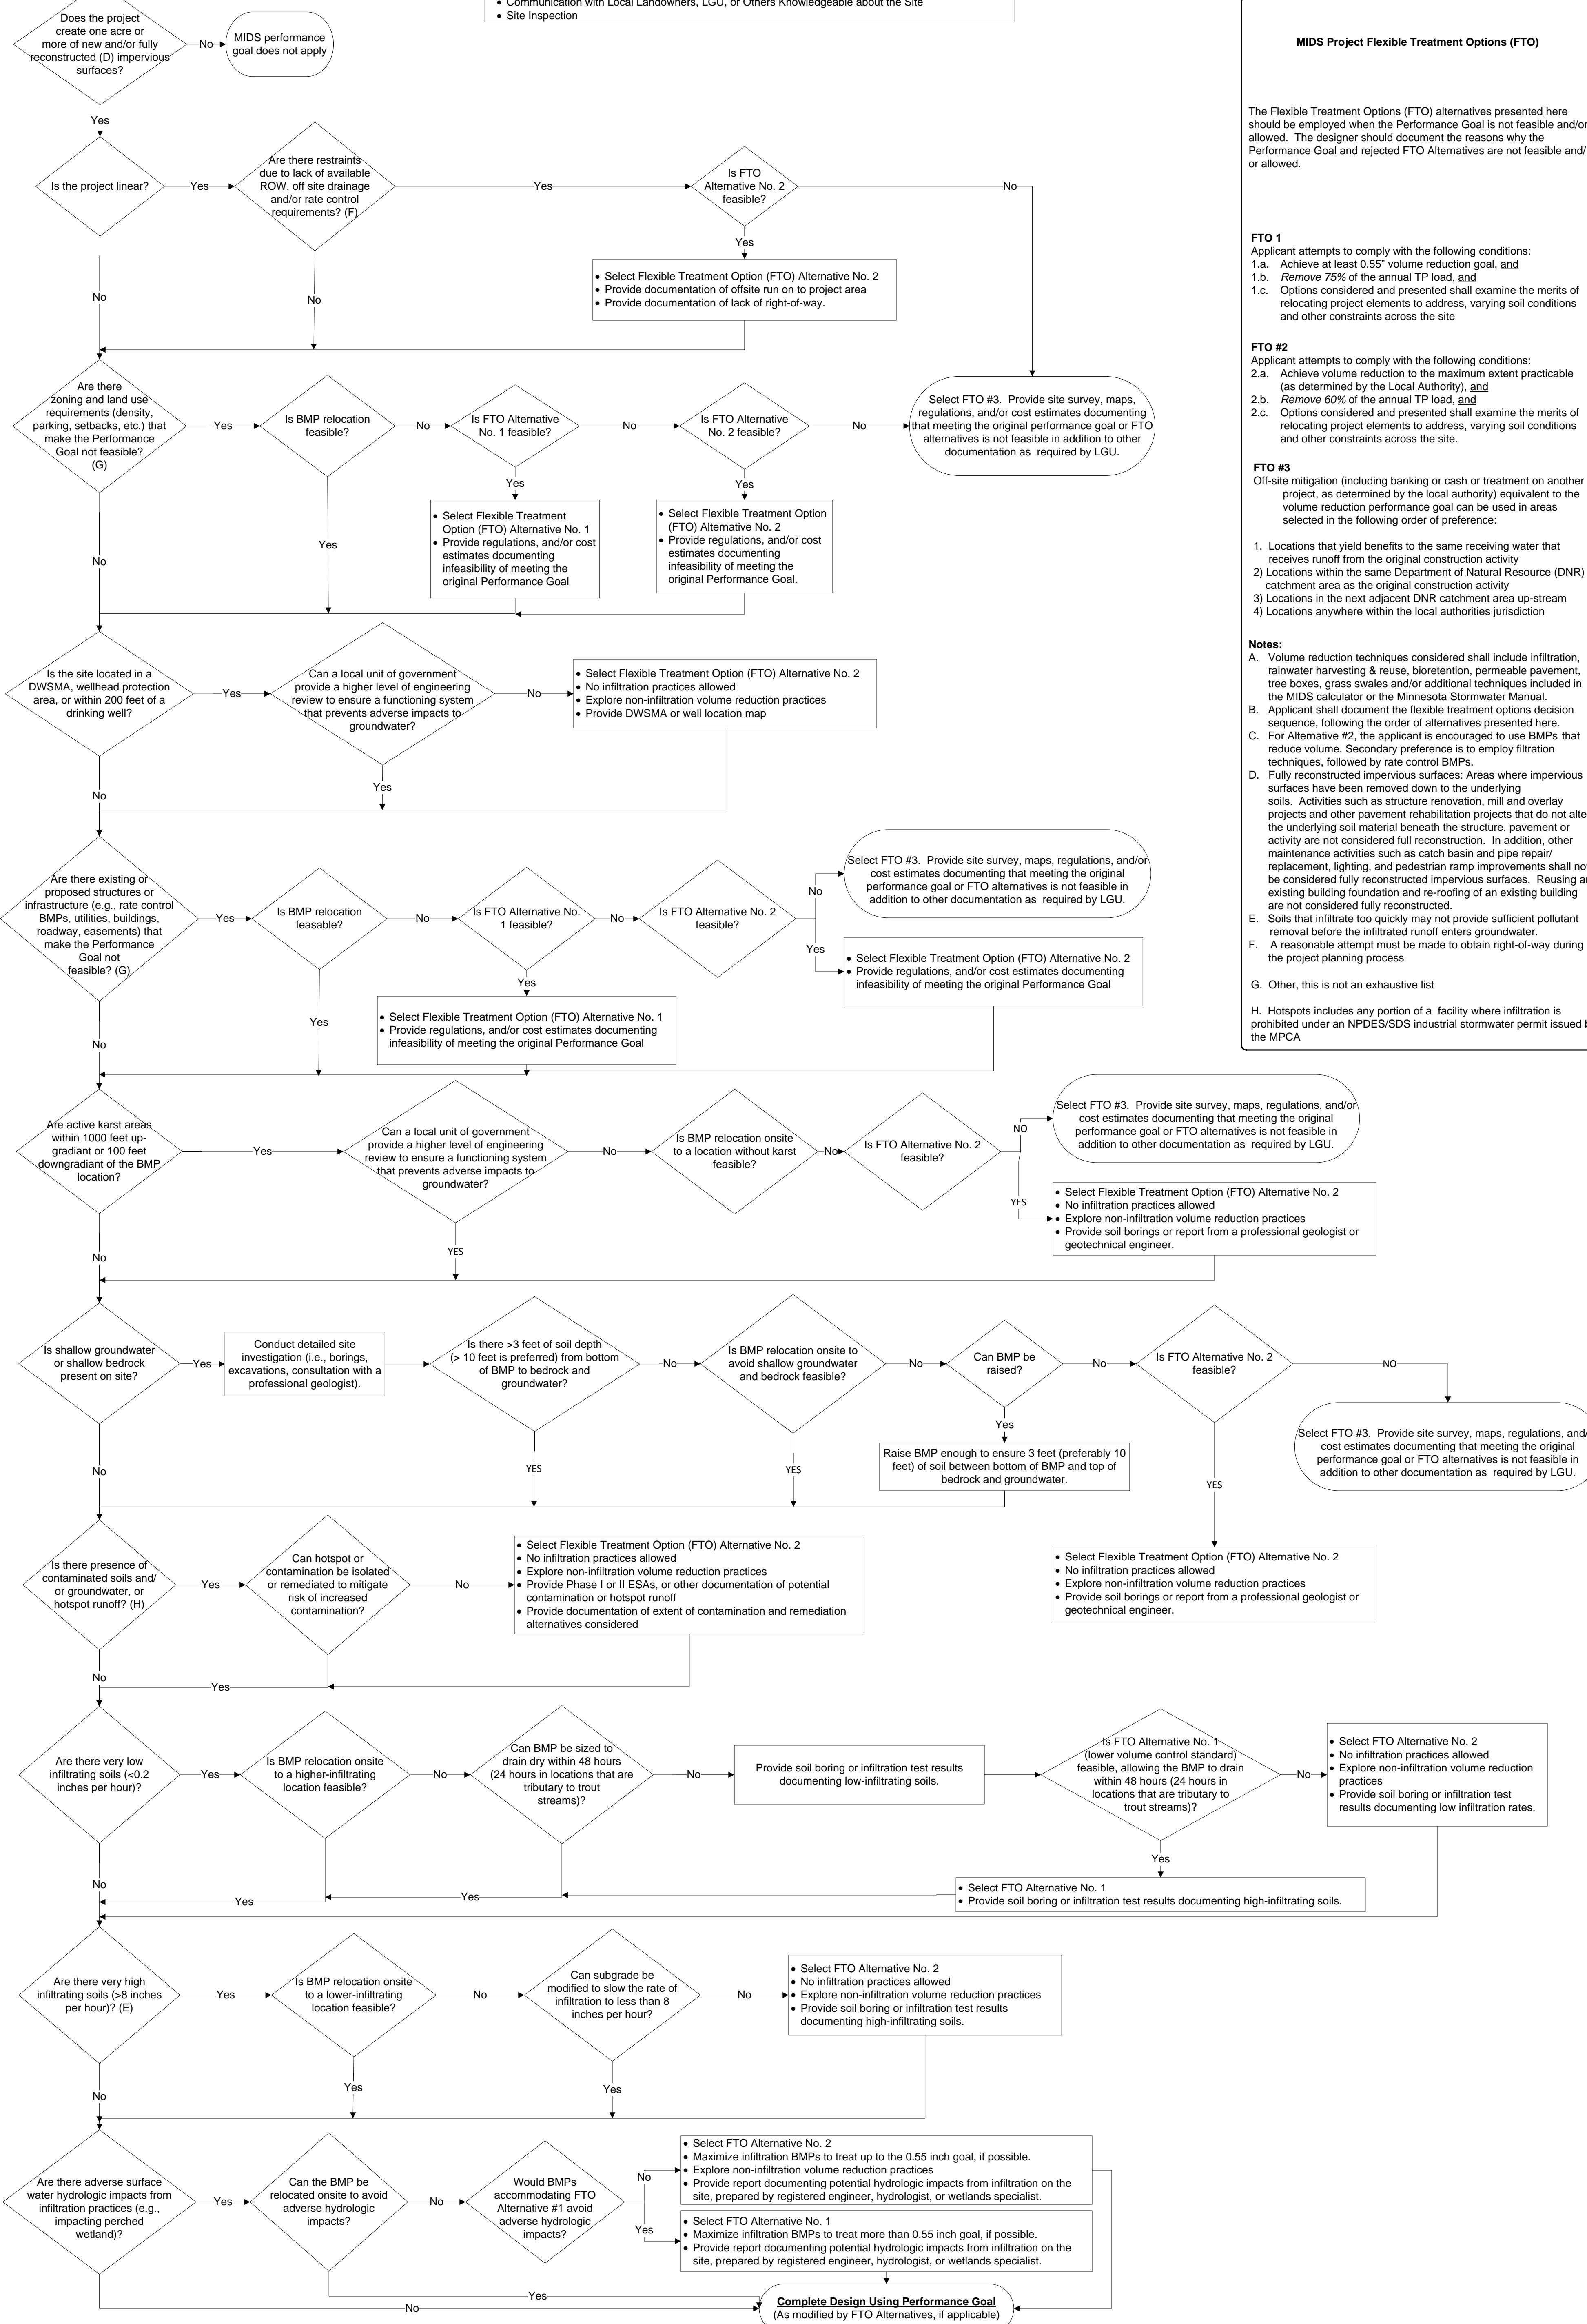 Communication with Local Landowners, LGU, or Others Knowledgeable about the Site
• Site Inspection
Does the project
create one acre or
more of new and/or fully
reconstructed (D) impervious
surfaces?
No
MIDS performance
goal does not apply
Yes
Is the project linear?
Yes
Are there restraints
due to lack of available
ROW, off site drainage
and/or rate control
requirements? (F)
Yes
Is FTO
Alternative No. 2
feasible?
No
Yes
• Select Flexible Treatment Option (FTO) Alternative No. 2
• Provide documentation of offsite run on to project area
• Provide documentation of lack of right-of-way.
No
No
Are there
zoning and land use
requirements (density,
parking, setbacks, etc.) that
make the Performance
Goal not feasible?
(G)
Yes
Is BMP relocation
feasible?
No
Is FTO Alternative
No. 1 feasible?
No
Is FTO Alternative
No. 2 feasible?
No
Select FTO #3. Provide site survey, maps,
regulations, and/or cost estimates documenting
that meeting the original performance goal or FTO
alternatives is not feasible in addition to other
documentation as required by LGU.
Yes
Yes
• Select Flexible Treatment
Option (FTO) Alternative No. 1
• Provide regulations, and/or cost
estimates documenting
infeasibility of meeting the
original Performance Goal
• Select Flexible Treatment Option
(FTO) Alternative No. 2
• Provide regulations, and/or cost
estimates documenting
infeasibility of meeting the
original Performance Goal.
Yes
No
Is the site located in a
DWSMA, wellhead protection
area, or within 200 feet of a
drinking well?
Yes
Can a local unit of government
provide a higher level of engineering
review to ensure a functioning system
that prevents adverse impacts to
groundwater?
No
• Select Flexible Treatment Option (FTO) Alternative No. 2
• No infiltration practices allowed
• Explore non-infiltration volume reduction practices
• Provide DWSMA or well location map
Yes
No
Are there existing or
proposed structures or
infrastructure (e.g., rate control
BMPs, utilities, buildings,
roadway, easements) that
make the Performance
Goal not
feasible? (G)
Yes
Is BMP relocation
feasable?
No
Is FTO Alternative No.
1 feasible?
No
Is FTO Alternative No. 2
feasible?
No
Select FTO #3. Provide site survey, maps, regulations, and/or
cost estimates documenting that meeting the original
performance goal or FTO alternatives is not feasible in
addition to other documentation as required by LGU.
Yes
• Select Flexible Treatment Option (FTO) Alternative No. 2
• Provide regulations, and/or cost estimates documenting
infeasibility of meeting the original Performance Goal
Yes
• Select Flexible Treatment Option (FTO) Alternative No. 1
• Provide regulations, and/or cost estimates documenting
infeasibility of meeting the original Performance Goal
Yes
No
Are active karst areas
within 1000 feet up-
gradiant or 100 feet
downgradiant of the BMP
location?
Yes
Can a local unit of government
provide a higher level of engineering
review to ensure a functioning system
that prevents adverse impacts to
groundwater?
No
Is BMP relocation onsite
to a location without karst
feasible?
No
Is FTO Alternative No. 2
feasible?
NO
Select FTO #3. Provide site survey, maps, regulations, and/or
cost estimates documenting that meeting the original
performance goal or FTO alternatives is not feasible in
addition to other documentation as required by LGU.
YES
• Select Flexible Treatment Option (FTO) Alternative No. 2
• No infiltration practices allowed
• Explore non-infiltration volume reduction practices
• Provide soil borings or report from a professional geologist or
geotechnical engineer.
YES
No
Is shallow groundwater
or shallow bedrock
present on site?
Yes
Conduct detailed site
investigation (i.e., borings,
excavations, consultation with a
professional geologist).
Is there >3 feet of soil depth
(> 10 feet is preferred) from bottom
of BMP to bedrock and
groundwater?
No
Is BMP relocation onsite to
avoid shallow groundwater
and bedrock feasible?
No
Can BMP be
raised?
No
Is FTO Alternative No. 2
feasible?
NO
Select FTO #3. Provide site survey, maps, regulations, and/
cost estimates documenting that meeting the original
performance goal or FTO alternatives is not feasible in
addition to other documentation as required by LGU.
Yes
Raise BMP enough to ensure 3 feet (preferably 10
feet) of soil between bottom of BMP and top of
bedrock and groundwater.
YES
YES
YES
No
• Select Flexible Treatment Option (FTO) Alternative No. 2
• No infiltration practices allowed
• Explore non-infiltration volume reduction practices
• Provide soil borings or report from a professional geologist or
geotechnical engineer.
Is there presence of
contaminated soils and/
or groundwater, or
hotspot runoff? (H)
Yes
Can hotspot or
contamination be isolated
or remediated to mitigate
risk of increased
contamination?
No
• Select Flexible Treatment Option (FTO) Alternative No. 2
• No infiltration practices allowed
• Explore non-infiltration volume reduction practices
• Provide Phase I or II ESAs, or other documentation of potential
contamination or hotspot runoff
• Provide documentation of extent of contamination and remediation
alternatives considered
No
Yes
Are there very low
infiltrating soils (<0.2
inches per hour)?
Yes
Is BMP relocation onsite
to a higher-infiltrating
location feasible?
No
Can BMP be sized to
drain dry within 48 hours
(24 hours in locations that are
tributary to trout
streams)?
No
Provide soil boring or infiltration test results
documenting low-infiltrating soils.
Is FTO Alternative No. 1
(lower volume control standard)
feasible, allowing the BMP to drain
within 48 hours (24 hours in
locations that are tributary to
trout streams)?
No
• Select FTO Alternative No. 2
• No infiltration practices allowed
• Explore non-infiltration volume reduction
practices
• Provide soil boring or infiltration test
results documenting low infiltration rates.
Yes
• Select FTO Alternative No. 1
• Provide soil boring or infiltration test results documenting high-infiltrating soils.
No
Yes
Yes
Are there very high
infiltrating soils (>8 inches
per hour)? (E)
Yes
Is BMP relocation onsite
to a lower-infiltrating
location feasible?
No
Can subgrade be
modified to slow the rate of
infiltration to less than 8
inches per hour?
No
• Select FTO Alternative No. 2
• No infiltration practices allowed
• Explore non-infiltration volume reduction practices
• Provide soil boring or infiltration test results
documenting high-infiltrating soils.
Yes
Yes
No
Are there adverse surface
water hydrologic impacts from
infiltration practices (e.g.,
impacting perched
wetland)?
Yes
Can the BMP be
relocated onsite to avoid
adverse hydrologic
impacts?
No
Would BMPs
accommodating FTO
Alternative #1 avoid
adverse hydrologic
impacts?
No
• Select FTO Alternative No. 2
• Maximize infiltration BMPs to treat up to the 0.55 inch goal, if possible.
• Explore non-infiltration volume reduction practices
• Provide report documenting potential hydrologic impacts from infiltration on the
site, prepared by registered engineer, hydrologist, or wetlands specialist.
Yes
• Select FTO Alternative No. 1
• Maximize infiltration BMPs to treat more than 0.55 inch goal, if possible.
• Provide report documenting potential hydrologic impacts from infiltration on the
site, prepared by registered engineer, hydrologist, or wetlands specialist.
Yes
No
Complete Design Using Performance Goal
(As modified by FTO Alternatives, if applicable)
MIDS Project Flexible Treatment Options (FTO)
The Flexible Treatment Options (FTO) alternatives presented here
should be employed when the Performance Goal is not feasible and/or
allowed. The designer should document the reasons why the
Performance Goal and rejected FTO Alternatives are not feasible and/
or allowed.
FTO 1
Applicant attempts to comply with the following conditions:
1.a. Achieve at least 0.55" volume reduction goal, and
1.b. Remove 75% of the annual TP load, and
1.c. Options considered and presented shall examine the merits of
relocating project elements to address, varying soil conditions
and other constraints across the site
FTO #2
Applicant attempts to comply with the following conditions:
2.a. Achieve volume reduction to the maximum extent practicable
(as determined by the Local Authority), and
2.b. Remove 60% of the annual TP load, and
2.c. Options considered and presented shall examine the merits of
relocating project elements to address, varying soil conditions
and other constraints across the site.
FTO #3
Off-site mitigation (including banking or cash or treatment on another
project, as determined by the local authority) equivalent to the
volume reduction performance goal can be used in areas
selected in the following order of preference:
1. Locations that yield benefits to the same receiving water that
receives runoff from the original construction activity
2) Locations within the same Department of Natural Resource (DNR)
catchment area as the original constrction activity
3) Locations in the next adjacent DNR catchment area up-stream
4) Locations anywhere within the local authorities jurisdiction
Notes:
A. Volume reduction techniques considered shall include infiltration,
rainwater harvesting & reuse, bioretention, permeable pavement,
tree boxes, grass swales and/or additional techniques included in
the MIDS calculator or the Minnesota Stormwater Manual.
B. Applicant shall document the flexible treatment options decision
sequence, following the order of alternatives presented here.
C. For Alternative #2, the applicant is encouraged to use BMPs that
reduce volume. Secondary preference is to employ filtration
techniques, followed by rate control BMPs.
D. Fully reconstructed impervious surfaces: Areas where impervious
surfaces have been removed down to the underlying
soils. Activities such as structure renovation, mill and overlay
projects and other pavement rehabilitation projects that do not alte
the underlying soil material beneath the structure, pavement or
activity are not considered full reconstruction. In addition, other
maintenance activities such as catch basin and pipe repair/
replacement, lighting, and pedestrian ramp improvements shall not
be considered fully reconstructed impervious surfaces. Reusing an
existing building foundation and re-roofing of an existing building
are not considered fully reconstructed.
E. Soils that infiltrate too quickly may not provide sufficient pollutant
removal before the infiltrated runoff enters groundwater.
F. A reasonable attempt must be made to obtain right-of-way during
the project planning process
G. Other, this is not an exhaustive list
H. Hotspots includes any portion of a facility where infiltration is
prohibited under an NPDES/SDS industrial stormwater permit issued
the MPCA